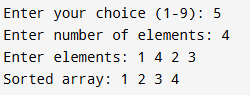 Enter your choice (1-9): 5
Enter number of elements: 4
Enter elements: 1 4 2 3
Sorted array: 1 2 3 4